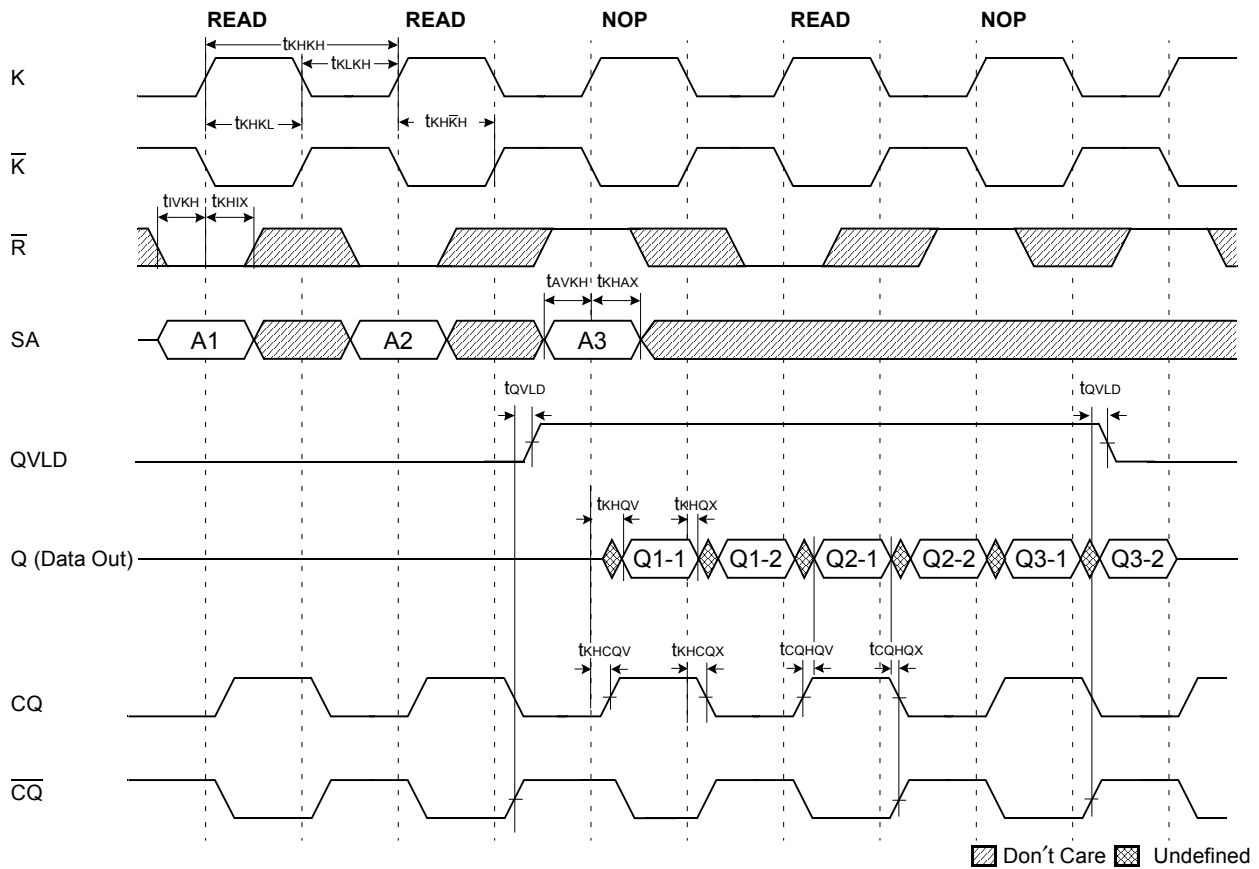 READ READ NOP READ NOP
tKHKH
K
tKLKH
tKHKL
tKHK̅H
K̅
tIVKH tKHIX
R̅
tAVKH tKHAX
SA
A1 A2 A3
tQVLD tQVLD
QVLD
tKHQV tKHQX
Q (Data Out)
Q1-1 Q1-2 Q2-1 Q2-2 Q3-1 Q3-2
tKHCQV tKHCQX tCQHQV tCQHQX
CQ
C̅Q̅
Don′t Care Undefined